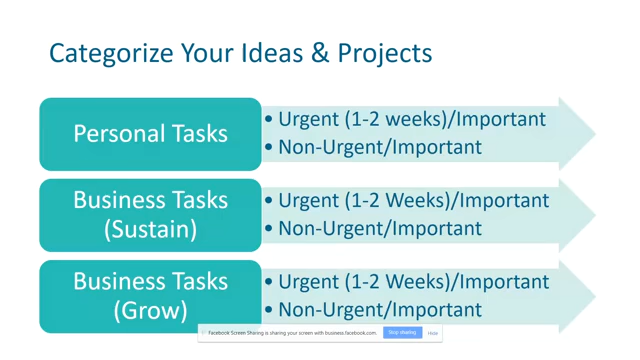 Categorize Your Ideas & Projects
Personal Tasks
• Urgent (1-2 weeks)/Important
• Non-Urgent/Important
Business Tasks
(Sustain)
• Urgent (1-2 Weeks)/Important
• Non-Urgent/Important
Business Tasks
(Grow)
• Urgent (1-2 Weeks)/Important
• Non-Urgent/Important
Facebook Screen Sharing is sharing your screen with business.facebook.com. Stop sharing Hide